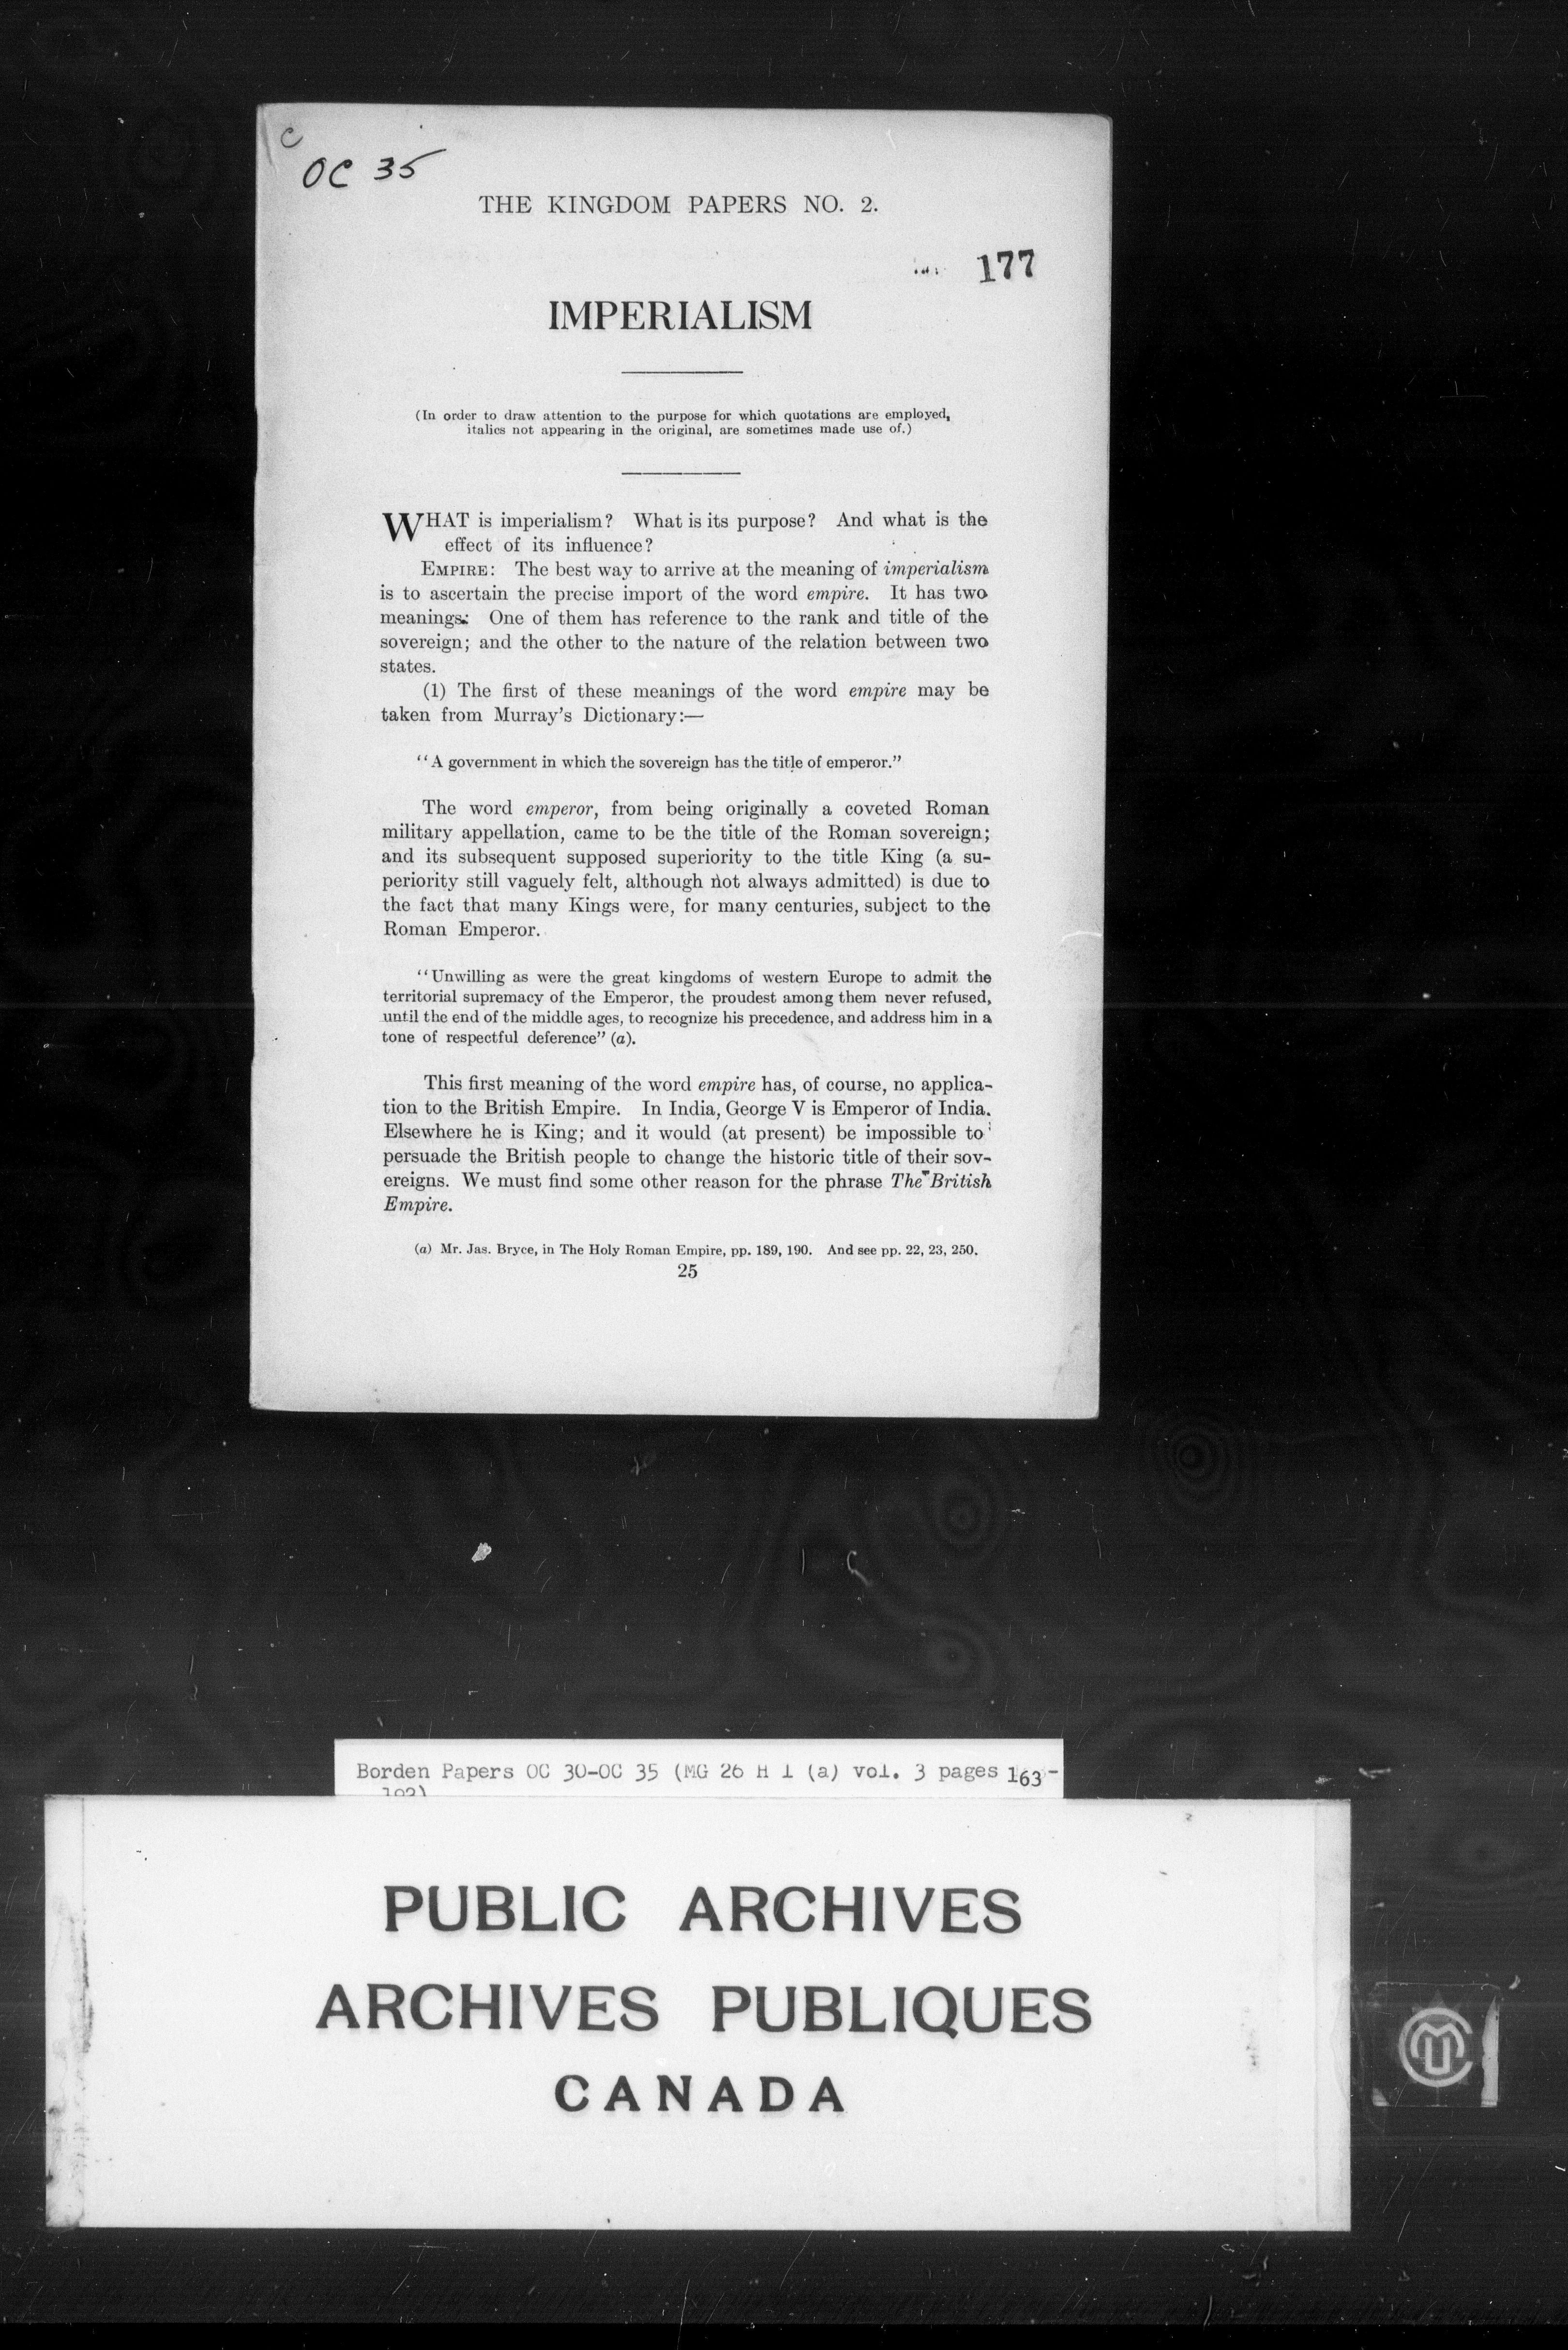 C
OC 35
THE KINGDOM PAPERS NO. 2.
177
IMPERIALISM
(In order to draw attention to the purpose for which quotations are employed,
italics not appearing in the original, are sometimes made use of.)
WHAT is imperialism? What is its purpose? And what is the
effect of its influence?
EMPIRE: The best way to arrive at the meaning of imperialism
is to ascertain the precise import of the word empire. It has two
meanings: One of them has reference to the rank and title of the
sovereign; and the other to the nature of the relation between two
states.
(1) The first of these meanings of the word empire may be
taken from Murray's Dictionary:—
"A government in which the sovereign has the title of emperor."
The word emperor, from being originally a coveted Roman
military appellation, came to be the title of the Roman sovereign;
and its subsequent supposed superiority to the title King (a su-
periority still vaguely felt, although not always admitted) is due to
the fact that many Kings were, for many centuries, subject to the
Roman Emperor.
"Unwilling as were the great kingdoms of western Europe to admit the
territorial supremacy of the Emperor, the proudest among them never refused,
until the end of the middle ages, to recognize his precedence, and address him in a
tone of respectful deference" (a).
This first meaning of the word empire has, of course, no applica-
tion to the British Empire. In India, George V is Emperor of India.
Elsewhere he is King; and it would (at present) be impossible to
persuade the British people to change the historic title of their sov-
ereigns. We must find some other reason for the phrase The British
Empire.
(a) Mr. Jas. Bryce, in The Holy Roman Empire, pp. 189, 190. And see pp. 22, 23, 250.
25
Borden Papers OC 30-OC 35 (MG 26 H 1 (a) vol. 3 pages 163-
PUBLIC ARCHIVES
ARCHIVES PUBLIQUES
CANADA